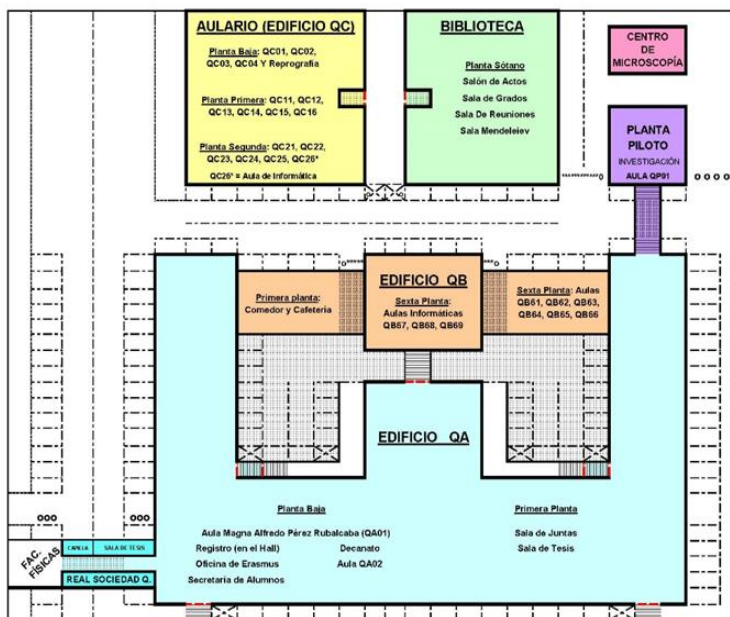 AULARIO (EDIFICIO QC)
Planta Baja: QC01, QC02,
QC03, QC04 Y Reprografía
Planta Primera: QC11, QC12,
QC13, QC14, QC15, QC16
Planta Segunda: QC21, QC22,
QC23, QC24, QC25, QC26*
QC26* = Aula de Informática
BIBLIOTECA
Planta Sótano
Salón de Actos
Sala de Grados
Sala De Reuniones
Sala Mendeleiev
CENTRO
DE
MICROSCOPÍA
PLANTA
PILOTO
INVESTIGACIÓN
AULA QP91
Primera planta:
Comedor y Cafetería
EDIFICIO QB
Sexta Planta:
Aulas Informáticas
QB67, QB68, QB69
Sexta Planta: Aulas
QB61, QB62, QB63,
QB64, QB65, QB66
EDIFICIO QA
Planta Baja
Aula Magna Alfredo Pérez Rubalcaba (QA01)
Registro (en el Hall) Decanato
Oficina de Erasmus Aula QA02
Secretaría de Alumnos
Primera Planta
Sala de Juntas
Sala de Tesis
FAC.
FÍSICAS
CAPILLA SALA DE TESIS
REAL SOCIEDAD Q.